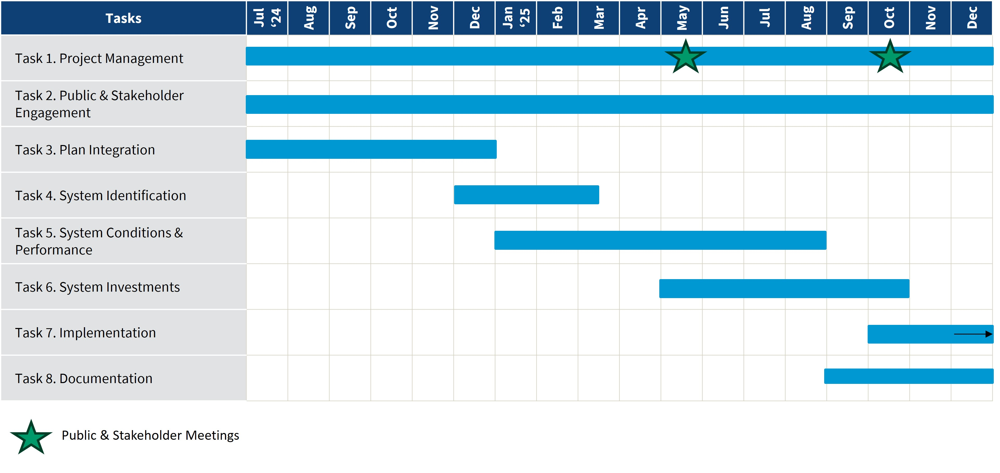 Tasks
Jul ‘24
Aug
Sep
Oct
Nov
Dec
Jan ‘25
Feb
Mar
Apr
May
Jun
Jul
Aug
Sep
Oct
Nov
Dec
Task 1. Project Management
Task 2. Public & Stakeholder
Engagement
Task 3. Plan Integration
Task 4. System Identification
Task 5. System Conditions &
Performance
Task 6. System Investments
Task 7. Implementation
Task 8. Documentation
Public & Stakeholder Meetings